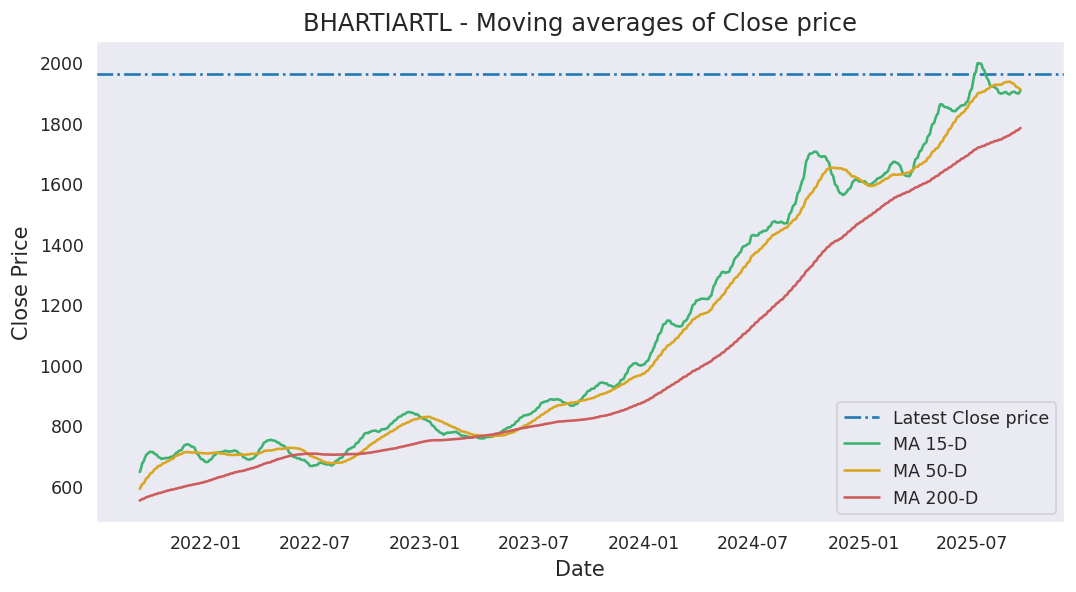 BHARTIARTL - Moving averages of Close price
2000
1800
1600
1400
1200
1000
800
600
Close Price
2022-01 2022-07 2023-01 2023-07 2024-01 2024-07 2025-01 2025-07
Date
Latest Close price
MA 15-D
MA 50-D
MA 200-D